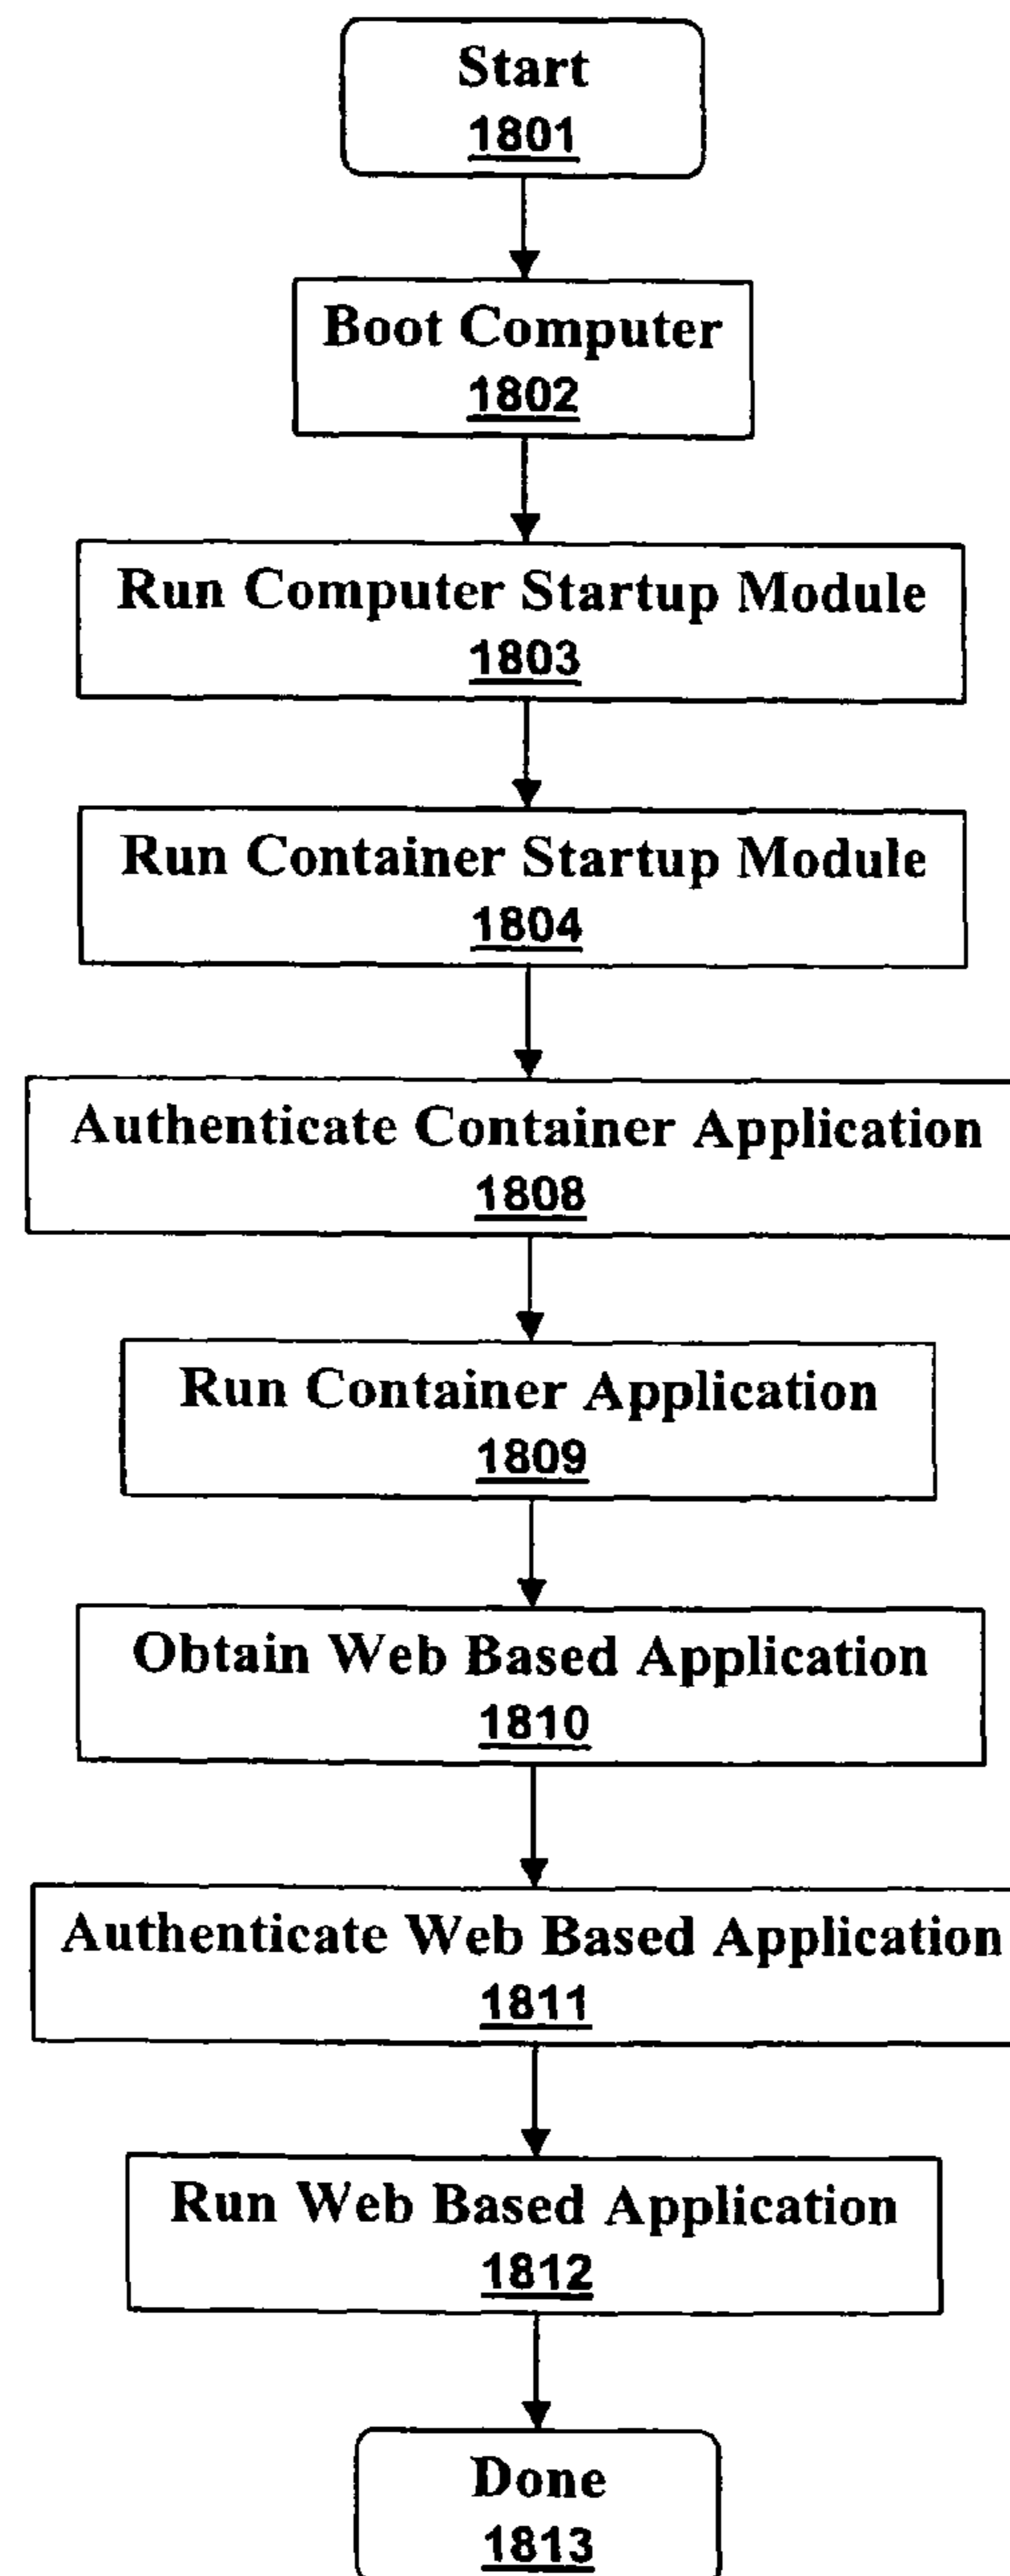 Start
1801
Boot Computer
1802
Run Computer Startup Module
1803
Run Container Startup Module
1804
Authenticate Container Application
1808
Run Container Application
1809
Obtain Web Based Application
1810
Authenticate Web Based Application
1811
Run Web Based Application
1812
Done
1813